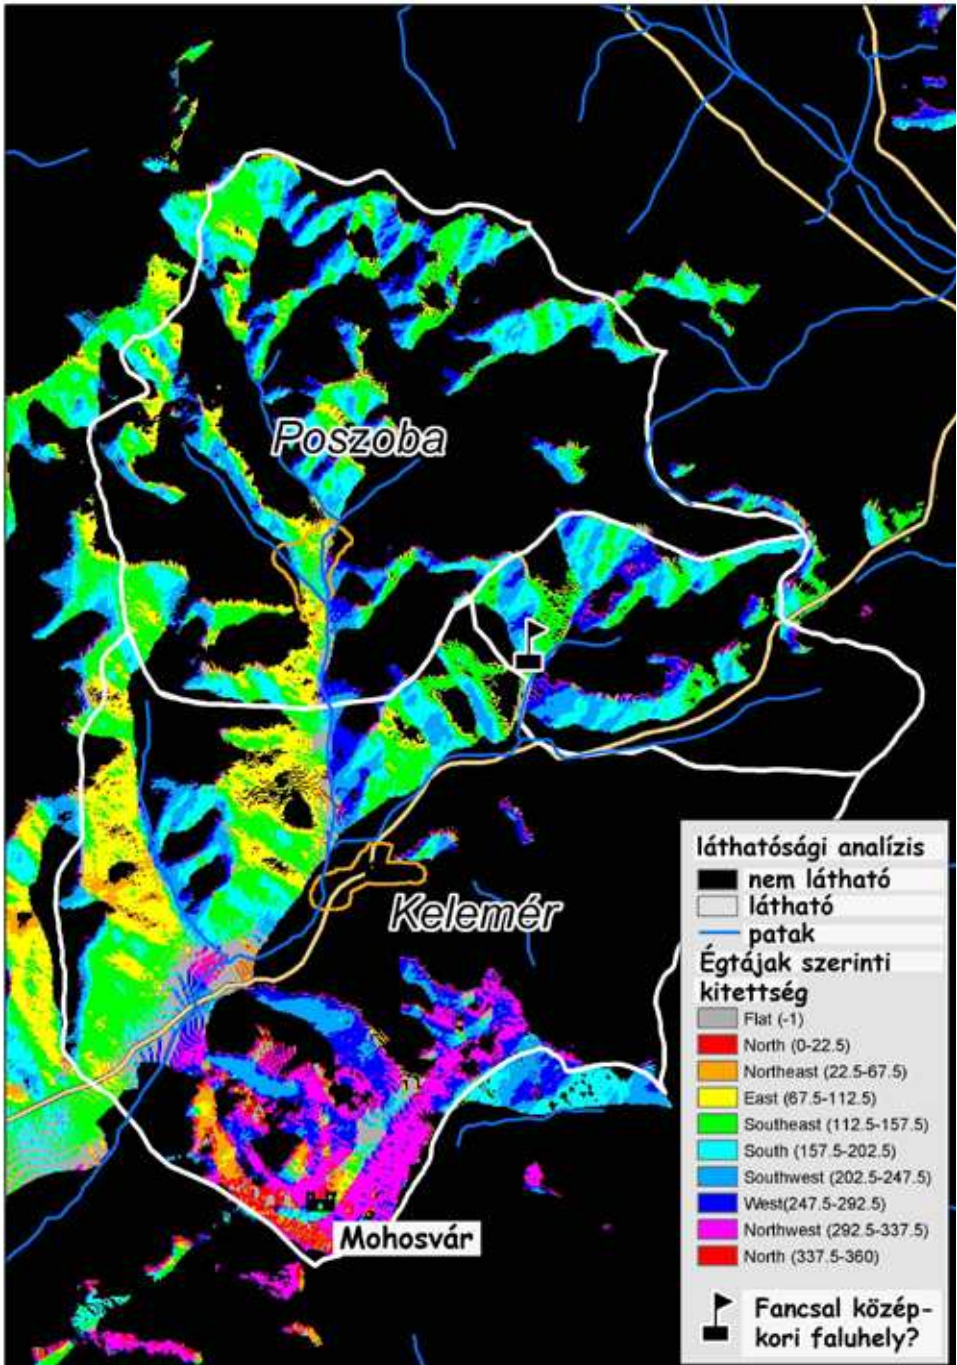 Poszoba
Kelemér
Mohosvár
láthatósági analízis
nem látható
látható
patak
Égtájak szerinti
kitettség
Flat (-1)
North (0-22.5)
Northeast (22.5-67.5)
East (67.5-112.5)
Southeast (112.5-157.5)
South (157.5-202.5)
Southwest (202.5-247.5)
West(247.5-292.5)
Northwest (292.5-337.5)
North (337.5-360)
Fancsal közép-
kori faluhely?